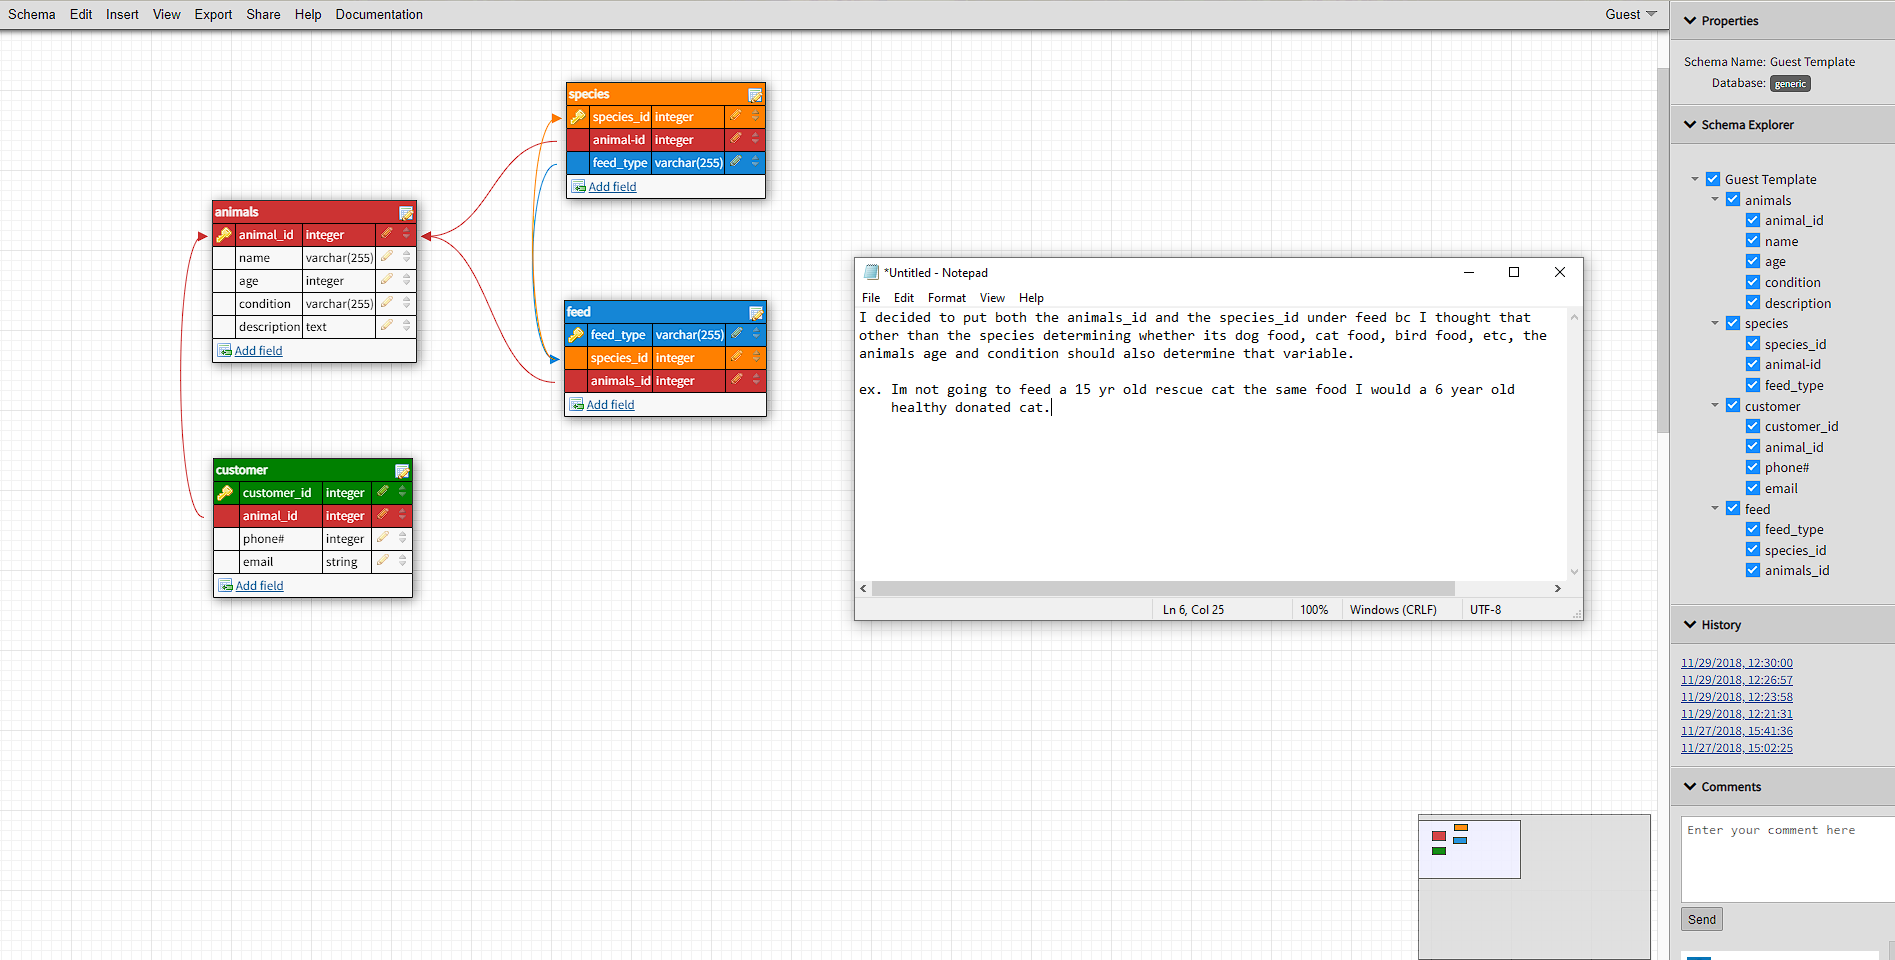 Schema Edit Insert View Export Share Help Documentation Guest
species
species_id integer
animal-id integer
feed_type varchar(255)
Add field
animals
animal_id integer
name varchar(255)
age integer
condition varchar(255)
description text
Add field
feed
feed_type varchar(255)
species_id integer
animals_id integer
Add field
customer
customer_id integer
animal_id integer
phone# integer
email string
Add field
*Untitled - Notepad
File Edit Format View Help
I decided to put both the animals_id and the species_id under feed bc I thought that
other than the species determining whether its dog food, cat food, bird food, etc, the
animals age and condition should also determine that variable.
ex. Im not going to feed a 15 yr old rescue cat the same food I would a 6 year old
healthy donated cat.
Ln 6, Col 25 100% Windows (CRLF) UTF-8
Properties
Schema Name: Guest Template
Database: generic
Schema Explorer
Guest Template
animals
animal_id
name
age
condition
description
species
species_id
animal-id
feed_type
customer
customer_id
animal_id
phone#
email
feed
feed_type
species_id
animals_id
History
11/29/2018, 12:30:00
11/29/2018, 12:26:57
11/29/2018, 12:23:58
11/29/2018, 12:21:31
11/27/2018, 15:41:36
11/27/2018, 15:02:25
Comments
Enter your comment here
Send